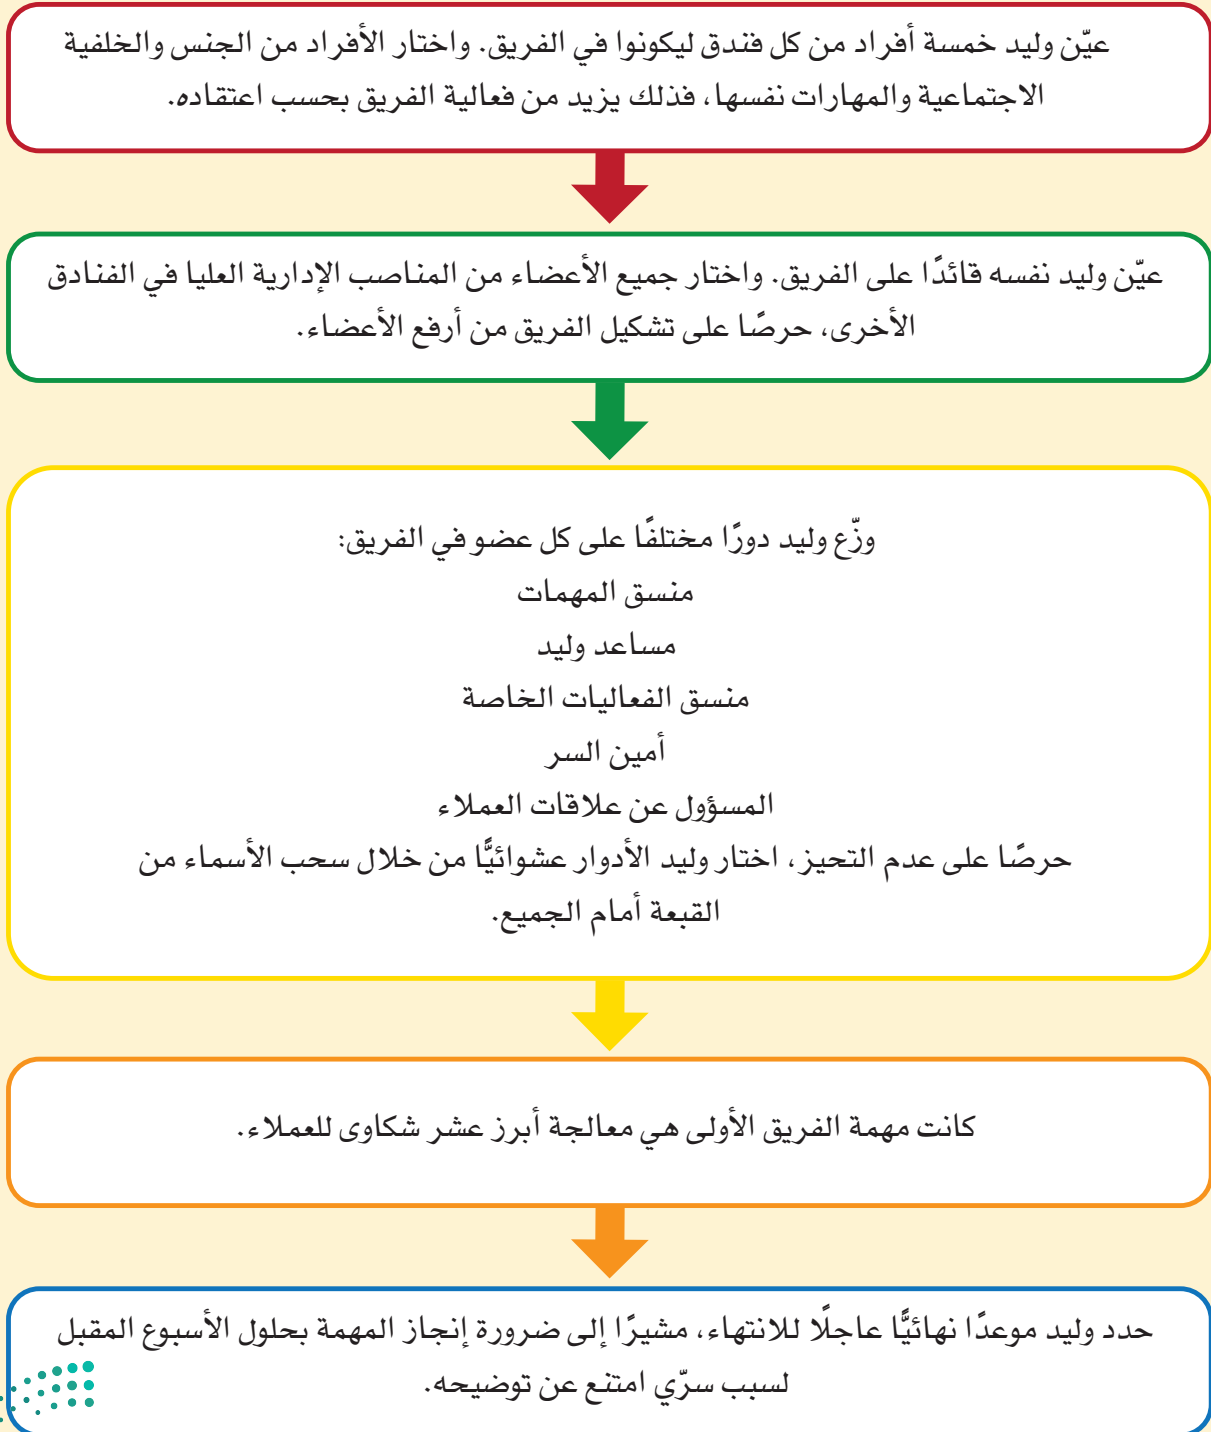 عيّن وليد خمسة أفراد من كل فندق ليكونوا في الفريق. واختار الأفراد من الجنس والخلفية
الاجتماعية والمهارات نفسها، فذلك يزيد من فعالية الفريق بحسب اعتقاده.
عيّن وليد نفسه قائدًا على الفريق. واختار جميع الأعضاء من المناصب الإدارية العليا في الفنادق
الأخرى، حرصًا على تشكيل الفريق من أرفع الأعضاء.
وزّع وليد دورًا مختلفًا على كل عضو في الفريق:
منسق المهمات
مساعد وليد
منسق الفعاليات الخاصة
أمين السر
المسؤول عن علاقات العملاء
حرصًا على عدم التحيز، اختار وليد الأدوار عشوائيًّا من خلال سحب الأسماء من
القبعة أمام الجميع.
كانت مهمة الفريق الأولى هي معالجة أبرز عشر شكاوى للعملاء.
حدد وليد موعدًا نهائيًّا عاجلًا للانتهاء، مشيرًا إلى ضرورة إنجاز المهمة بحلول الأسبوع المقبل
لسبب سرّي امتنع عن توضيحه.